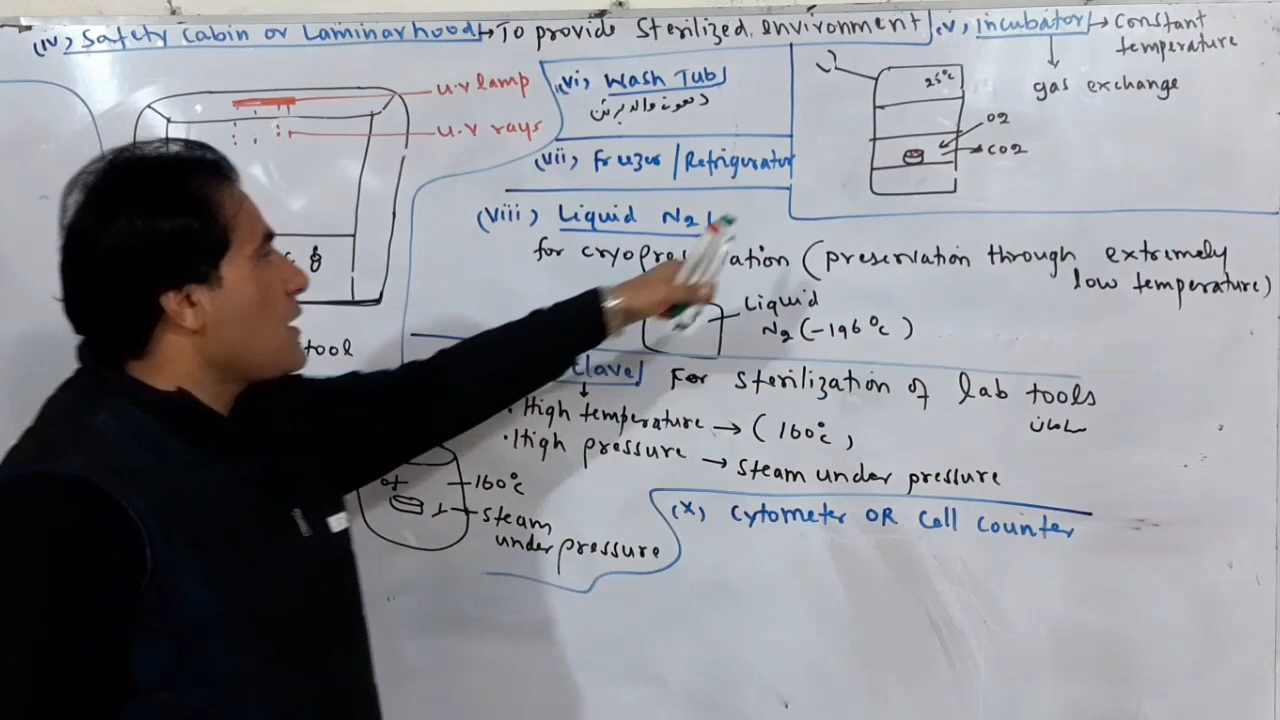 (iv) Safety Cabin or Laminarhood → To provide Sterilized environment
u.v lamp
u.v rays
tool
(v) incubator → constant
temperature
gas exchange
25°c
O2
CO2
(vi) Wash Tub
دھونے والا برتن
(vii) Freezer / Refrigerator
(viii) Liquid N2
for cryopre ation (preservation through extremely
low temperature)
Liquid
N2 (-196°c)
clave For Sterilization of lab tools
سامان
• High temperature → (160°c,
• High pressure → steam under pressure
160°c
steam
under pressure
(x) Cytometer OR Cell Counter